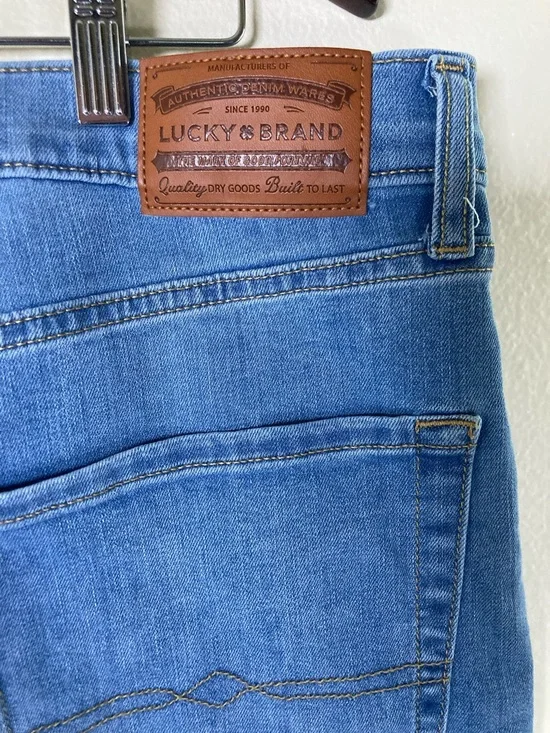 MANUFACTURERS OF
AUTHENTIC DENIM WARES
SINCE 1990
LUCKY BRAND
Quality DRY GOODS Built TO LAST